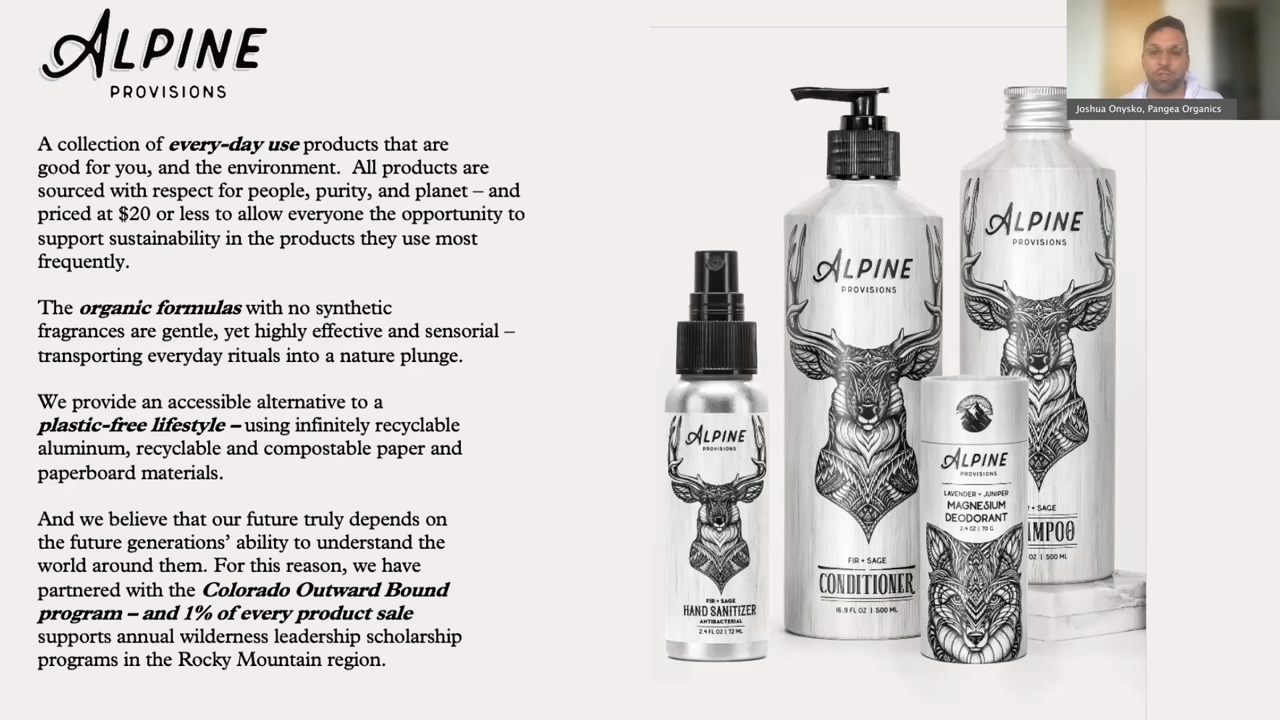 ALPINE
PROVISIONS
A collection of every-day use products that are
good for you, and the environment.  All products are
sourced with respect for people, purity, and planet – and
priced at $20 or less to allow everyone the opportunity to
support sustainability in the products they use most
frequently.
The organic formulas with no synthetic
fragrances are gentle, yet highly effective and sensorial –
transporting everyday rituals into a nature plunge.
We provide an accessible alternative to a
plastic-free lifestyle – using infinitely recyclable
aluminum, recyclable and compostable paper and
paperboard materials.
And we believe that our future truly depends on
the future generations’ ability to understand the
world around them. For this reason, we have
partnered with the Colorado Outward Bound
program – and 1% of every product sale
supports annual wilderness leadership scholarship
programs in the Rocky Mountain region.
ALPINE
PROVISIONS
FIR + SAGE
HAND SANITIZER
ANTIBACTERIAL
2.4 FL OZ | 72 ML
ALPINE
PROVISIONS
FIR + SAGE
CONDITIONER
16.9 FL OZ | 500 ML
ALPINE
PROVISIONS
LAVENDER + JUNIPER
MAGNESIUM
DEODORANT
2.4 OZ | 70 G
ALPINE
PROVISIONS
+ SAGE
MPOO
OZ | 500 ML
Joshua Onysko, Pangea Organics